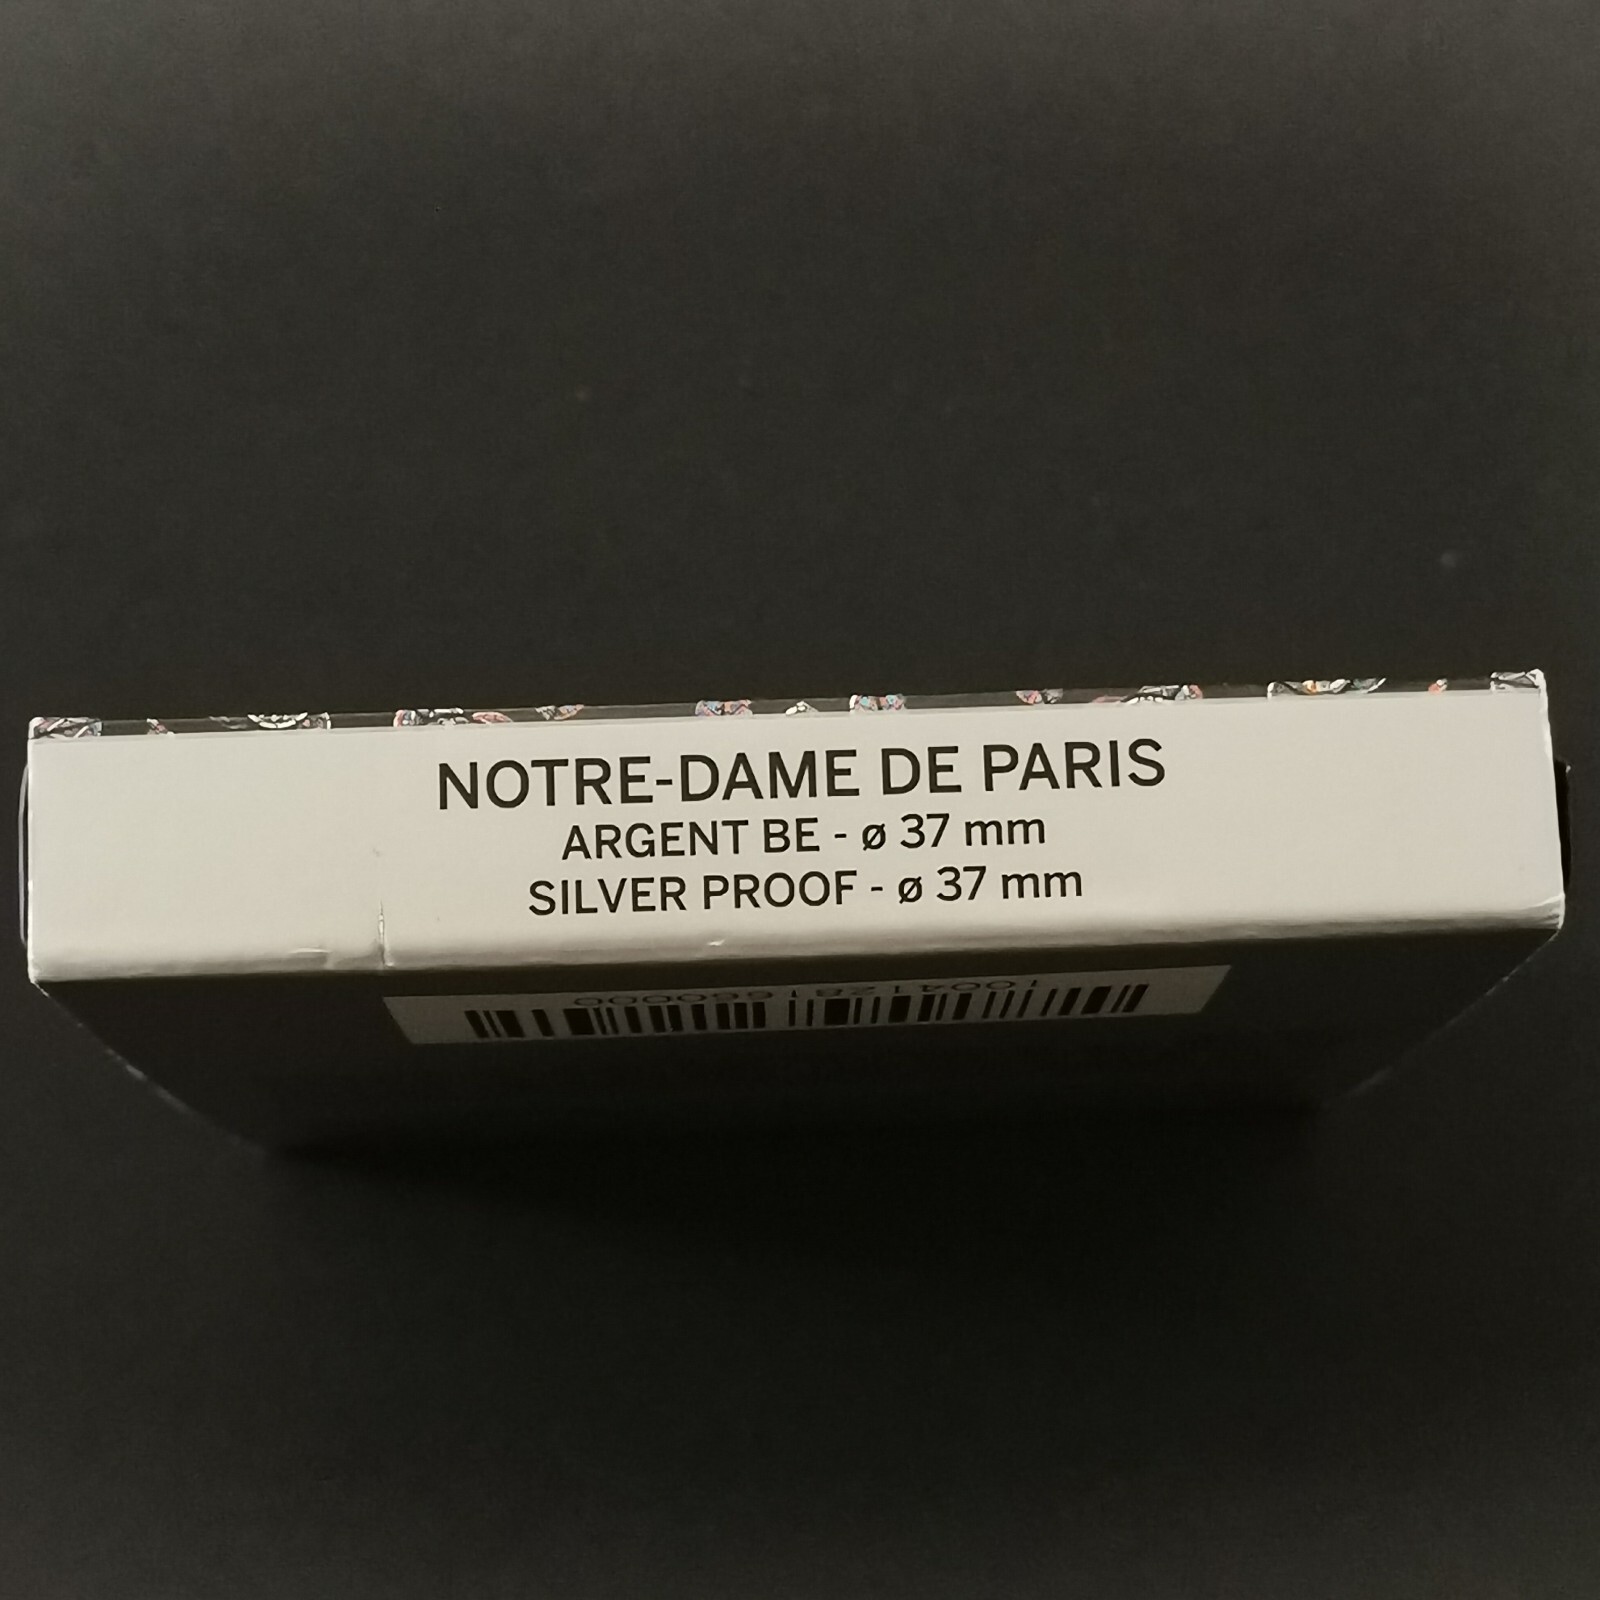 NOTRE-DAME DE PARIS
ARGENT BE - ø 37 mm
SILVER PROOF - ø 37 mm